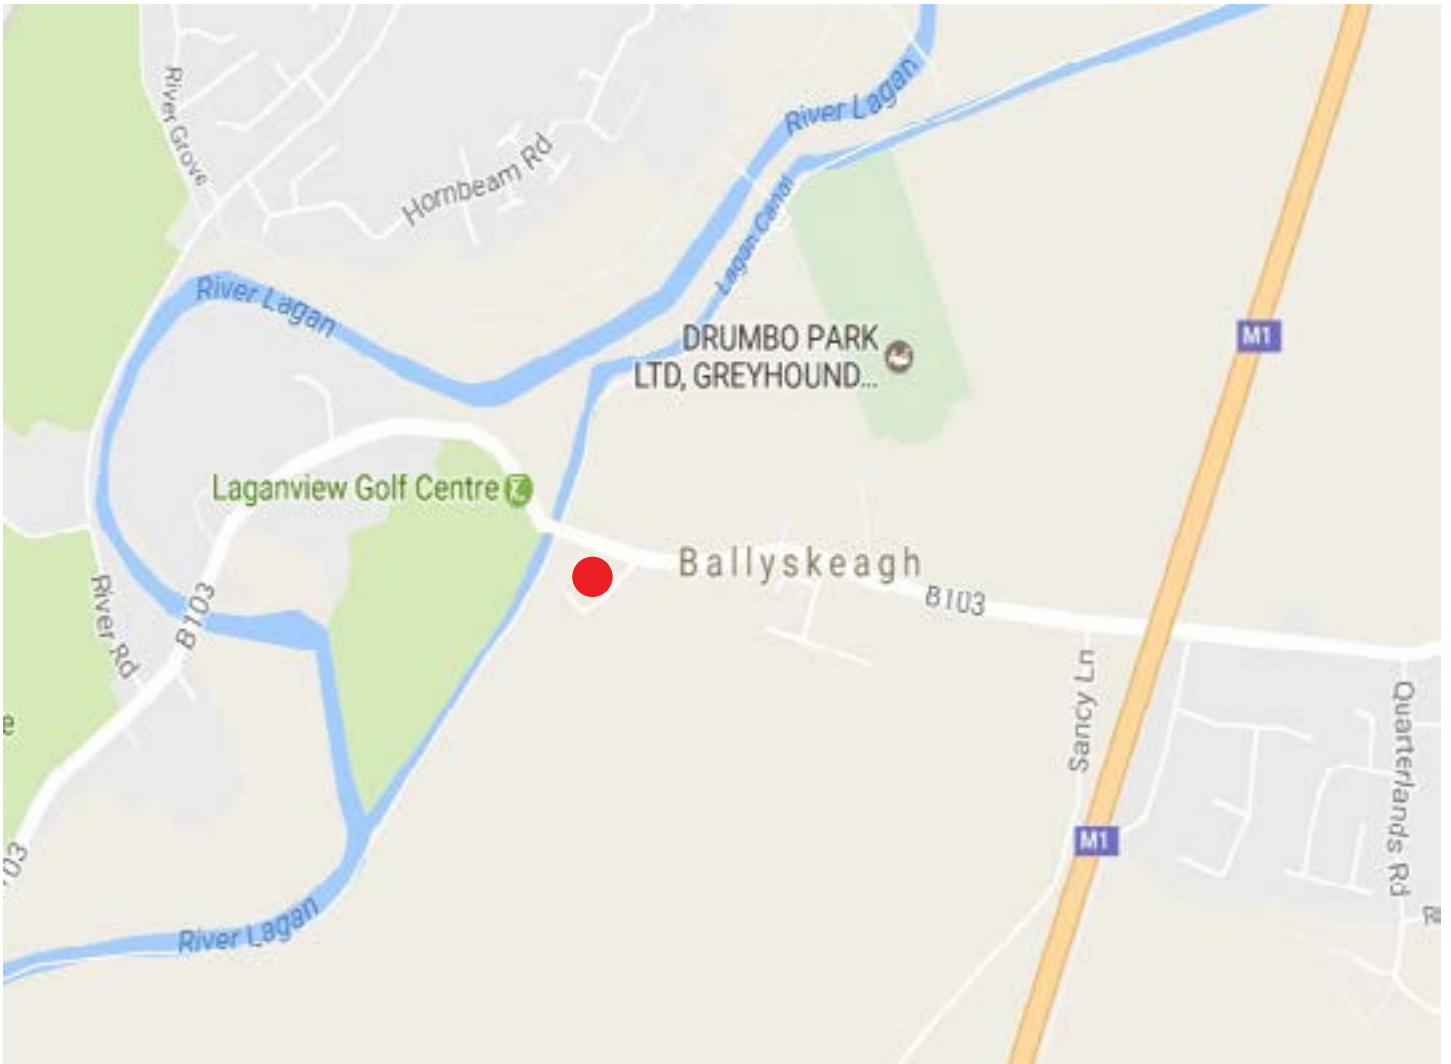 River Lagan
River Grove
Hornbeam Rd
Lagan Canal
River Lagan
DRUMBO PARK
LTD, GREYHOUND...
M1
Laganview Golf Centre
Ballyskeagh
B103
B103
River Rd
Sancy Ln
Quarterlands Rd
e
M1
03
River Lagan